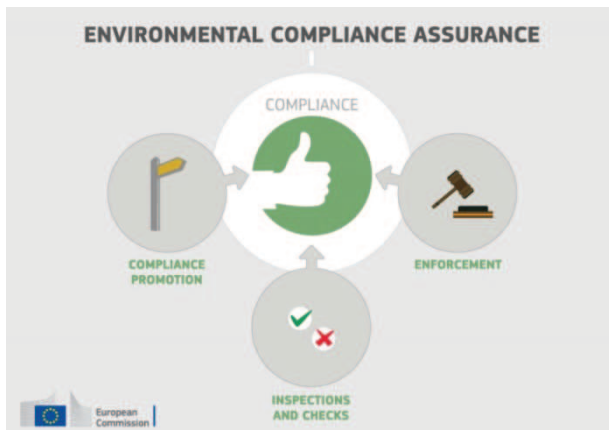 ENVIRONMENTAL COMPLIANCE ASSURANCE
COMPLIANCE
COMPLIANCE
PROMOTION
ENFORCEMENT
INSPECTIONS
AND CHECKS
European
Commission